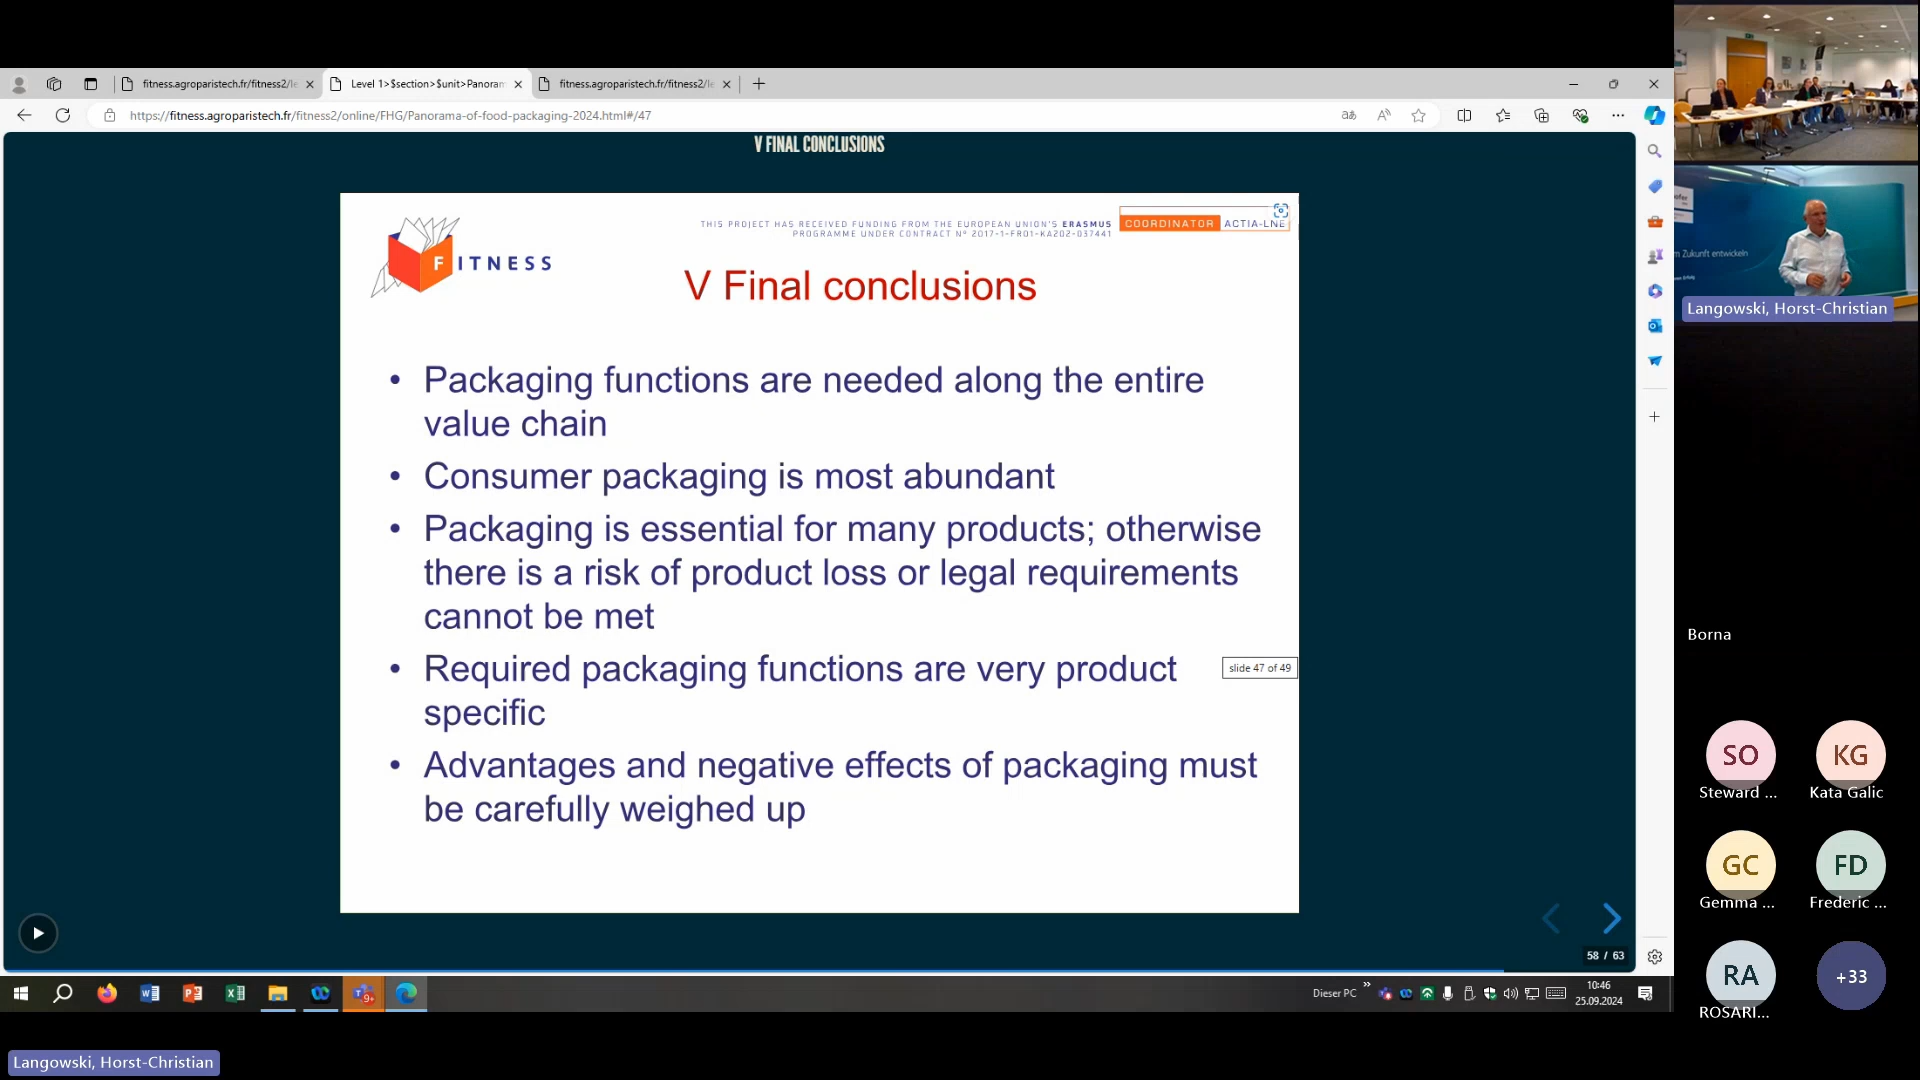 fitness.agroparistech.fr/fitness2/le
Level 1>$section>$unit>Panoram
fitness.agroparistech.fr/fitness2/le
https://fitness.agroparistech.fr/fitness2/online/FHG/Panorama-of-food-packaging-2024.html#/47
V FINAL CONCLUSIONS
THIS PROJECT HAS RECEIVED FUNDING FROM THE EUROPEAN UNION'S ERASMUS
PROGRAMME UNDER CONTRACT Nº 2017-1-FR01-KA202-037441
COORDINATOR ACTIA-LNE
FITNESS
V Final conclusions
• Packaging functions are needed along the entire
value chain
• Consumer packaging is most abundant
• Packaging is essential for many products; otherwise
there is a risk of product loss or legal requirements
cannot be met
• Required packaging functions are very product
specific
• Advantages and negative effects of packaging must
be carefully weighed up
slide 47 of 49
58 / 63
Dieser PC
10:46
25.09.2024
Langowski, Horst-Christian
Zukunft entwickeln
Langowski, Horst-Christian
Borna
SO
Steward ...
KG
Kata Galic
GC
Gemma ...
FD
Frederic ...
RA
ROSARI...
+33